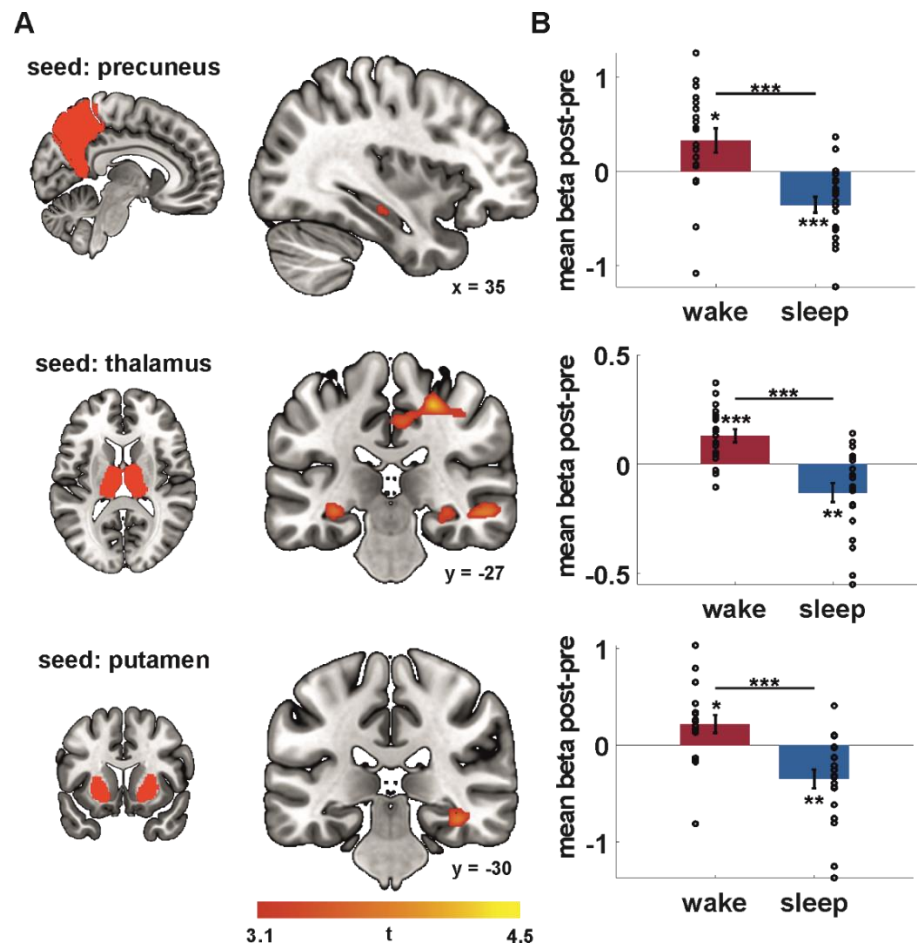 A
B
seed: precuneus
x = 35
mean beta post-pre
1
0
-1
***
*
***
wake
sleep
seed: thalamus
y = -27
mean beta post-pre
0.5
0
-0.5
***
***
**
wake
sleep
seed: putamen
y = -30
mean beta post-pre
1
0
-1
***
*
**
wake
sleep
3.1
t
4.5